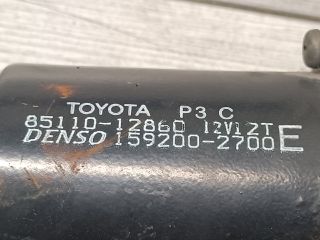 TOYOTA P3 C
85110-12860 12V12T
DENSO 159200-2700 E